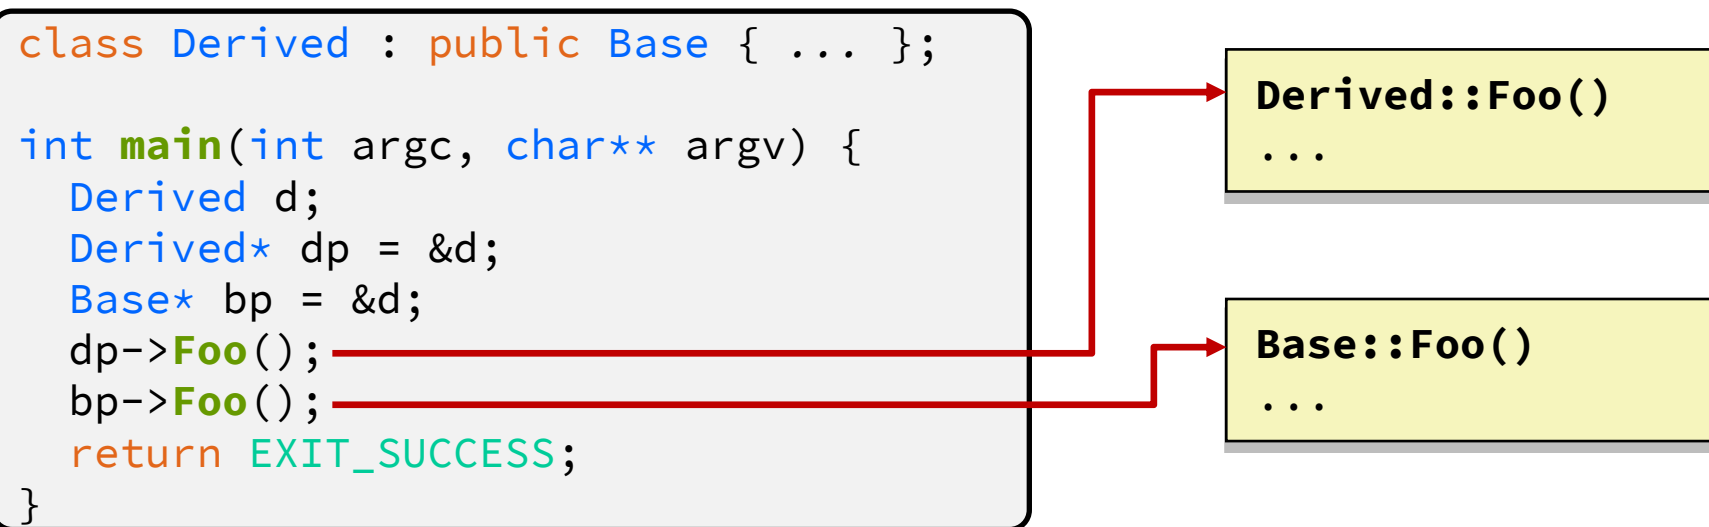 class Derived : public Base { ... };
int main(int argc, char** argv) {
Derived d;
Derived* dp = &d;
Base* bp = &d;
dp->Foo();
bp->Foo();
return EXIT_SUCCESS;
}
Derived::Foo()
...
Base::Foo()
...